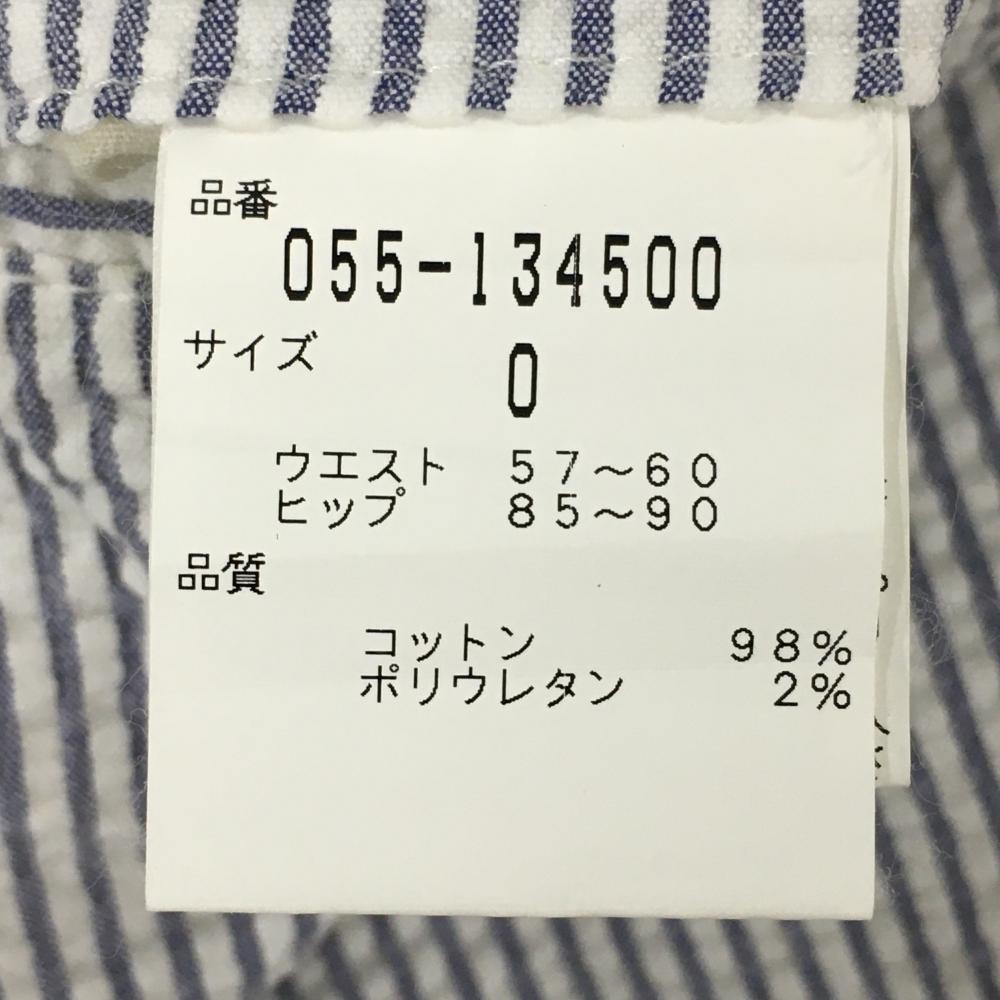 品番
055-134500
サイズ
0
ウエスト 57～60
ヒップ 85～90
品質
コットン 98%
ポリウレタン 2%